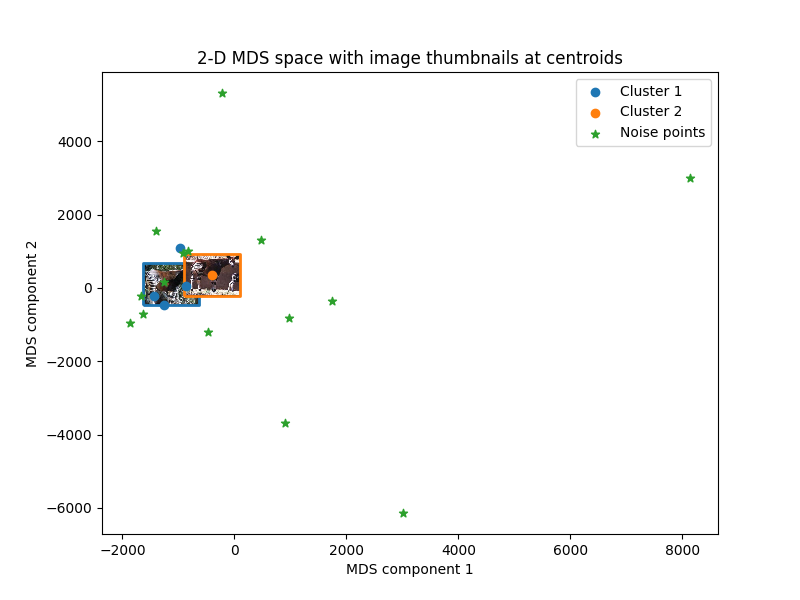 2-D MDS space with image thumbnails at centroids
Cluster 1
Cluster 2
Noise points
MDS component 2
4000
2000
0
−2000
−4000
−6000
−2000 0 2000 4000 6000 8000
MDS component 1